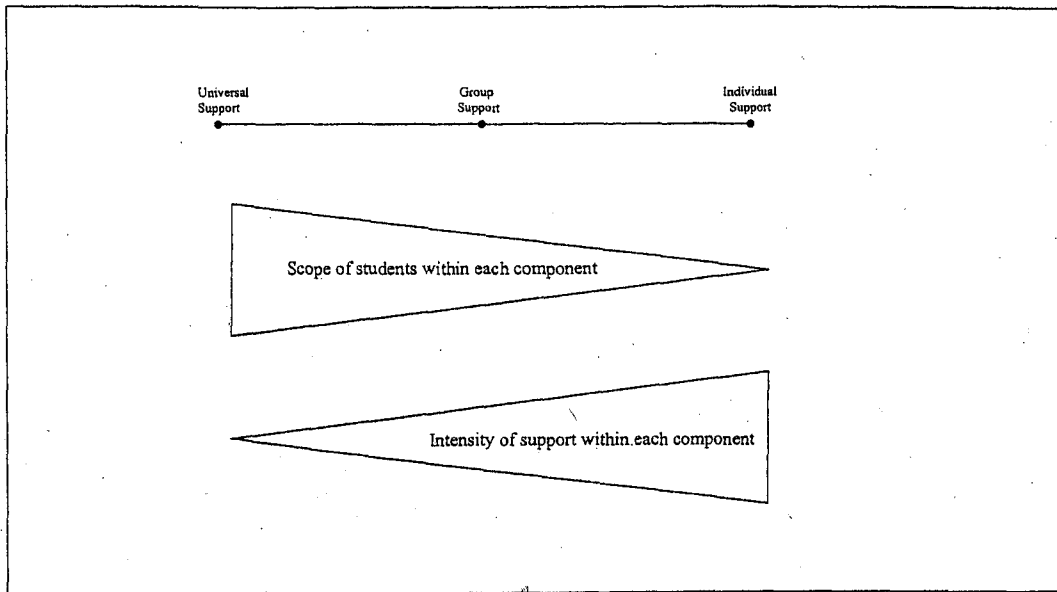 Universal
Support
Group
Support
Individual
Support
Scope of students within each component
Intensity of support within each component